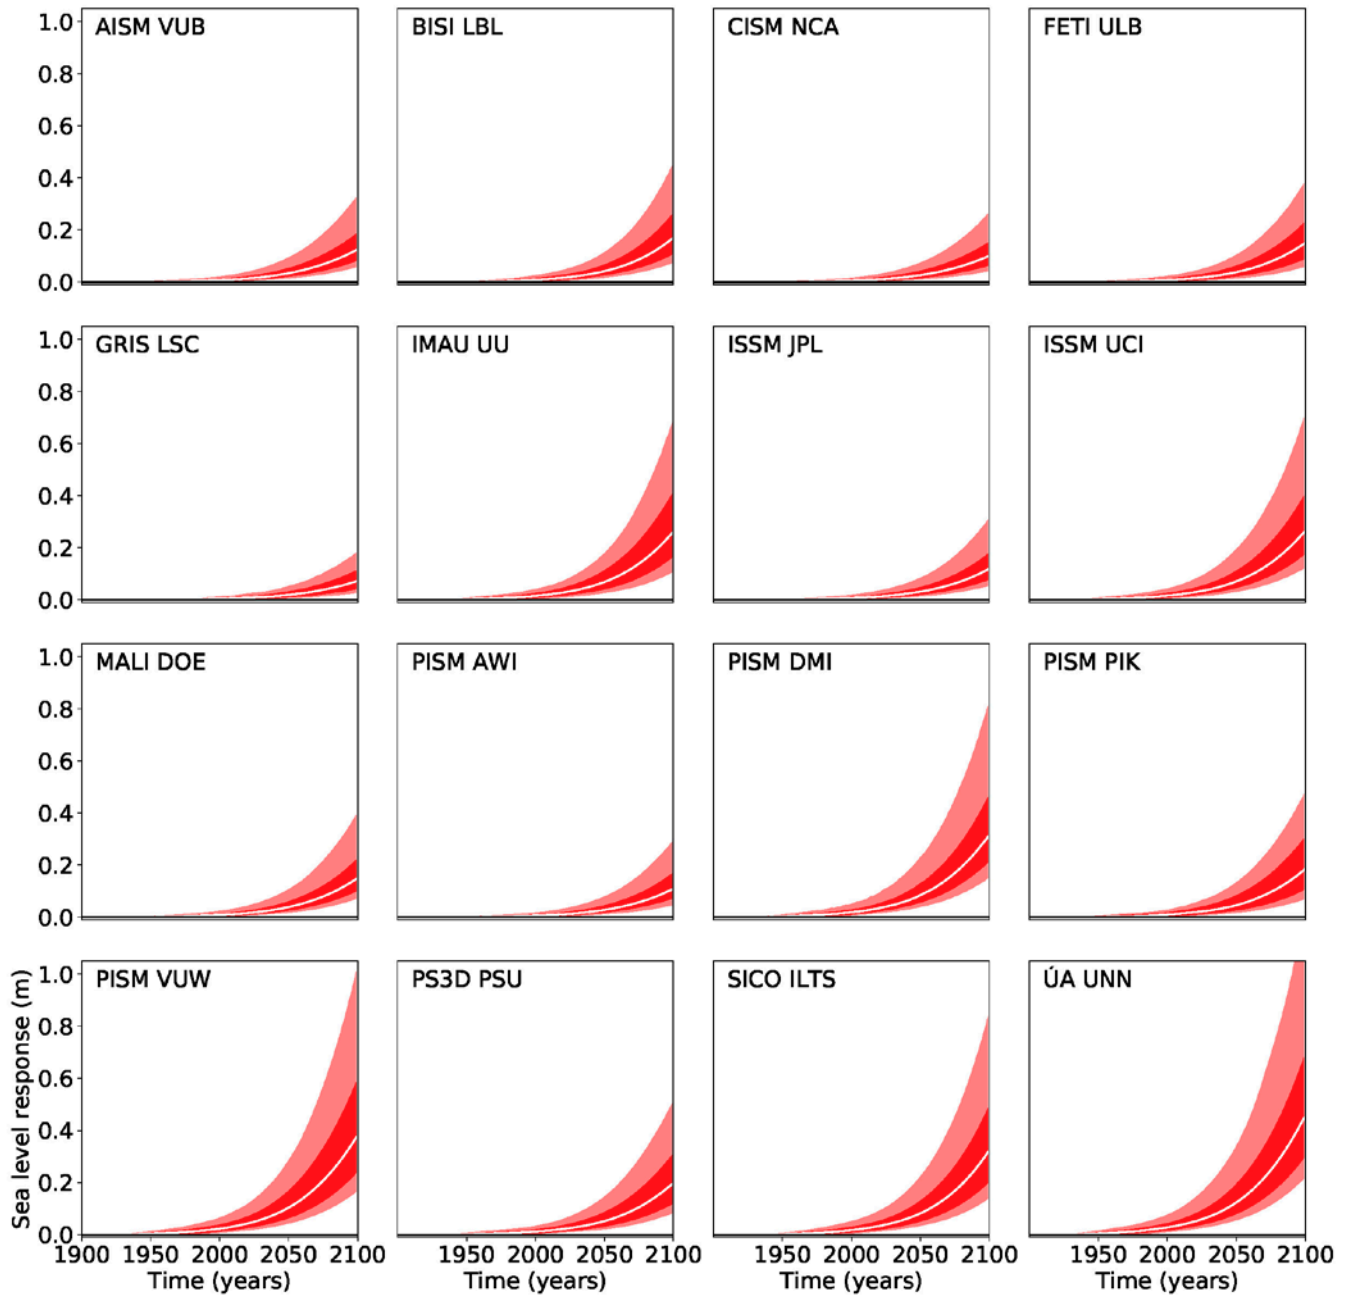 1.0 AISM VUB BISI LBL CISM NCA FETI ULB
0.8
0.6
0.4
0.2
0.0
1.0 GRIS LSC IMAU UU ISSM JPL ISSM UCI
0.8
0.6
0.4
0.2
0.0
1.0 MALI DOE PISM AWI PISM DMI PISM PIK
0.8
0.6
0.4
0.2
0.0
Sea level response (m)
1.0 PISM VUW PS3D PSU SICO ILTS ÚA UNN
0.8
0.6
0.4
0.2
0.0
1900 1950 2000 2050 2100 1950 2000 2050 2100 1950 2000 2050 2100 1950 2000 2050 2100
Time (years) Time (years) Time (years) Time (years)